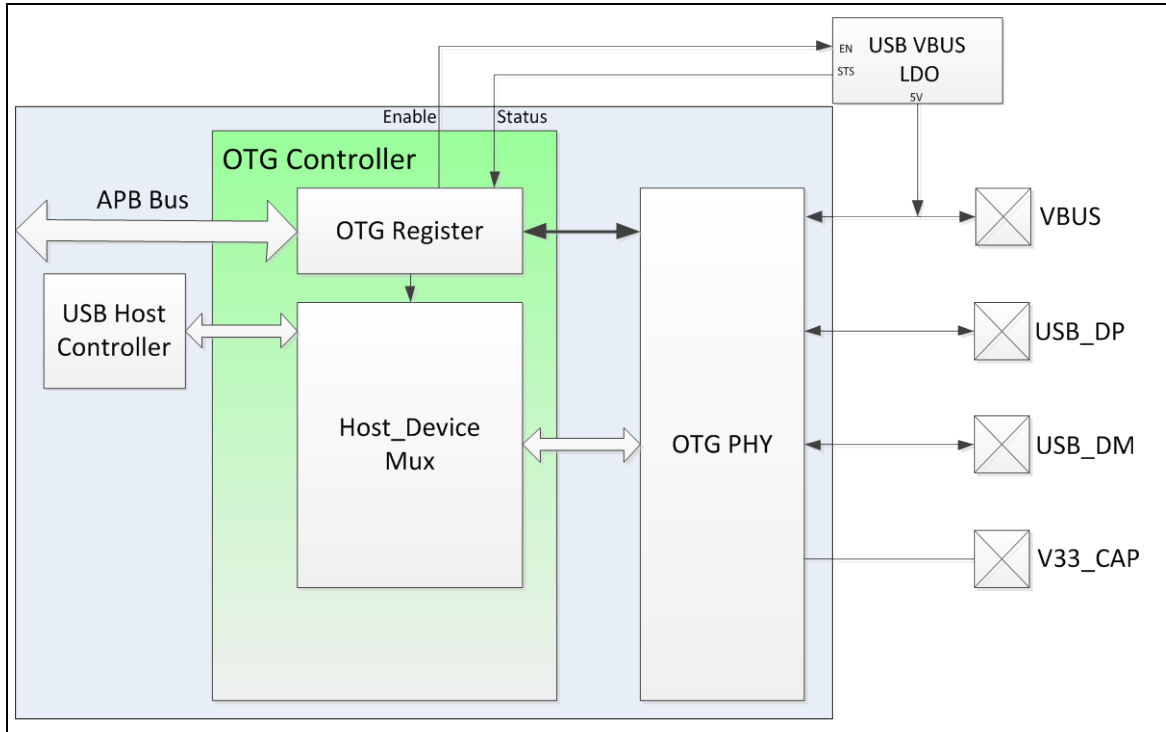 EN
USB VBUS
STS
LDO
5V
Enable
Status
OTG Controller
APB Bus
OTG Register
VBUS
USB Host
Controller
USB_DP
Host_Device
Mux
OTG PHY
USB_DM
V33_CAP